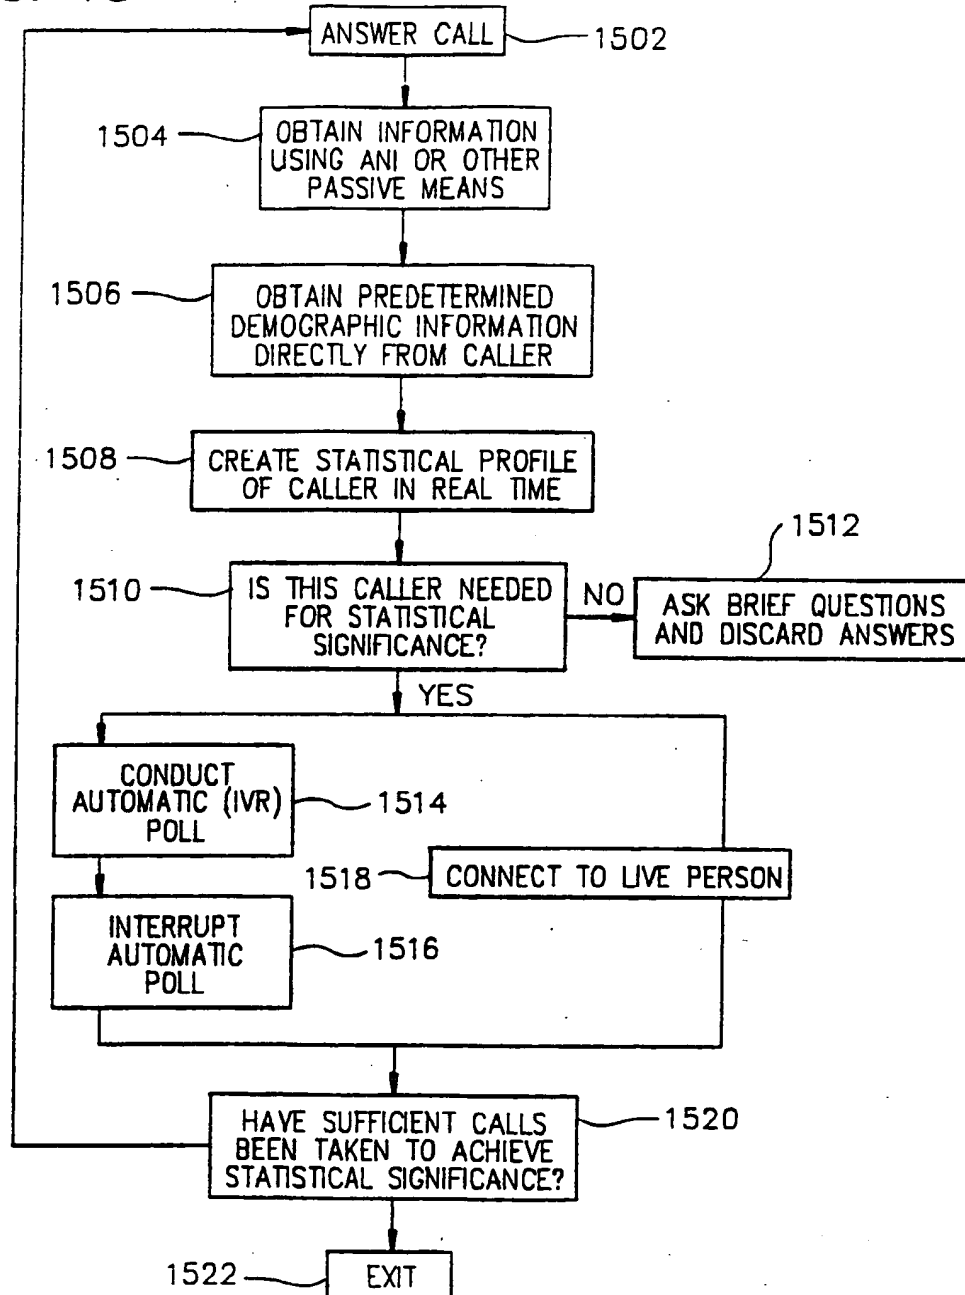 ANSWER CALL
1502
1504
OBTAIN INFORMATION
USING ANI OR OTHER
PASSIVE MEANS
1506
OBTAIN PREDETERMINED
DEMOGRAPHIC INFORMATION
DIRECTLY FROM CALLER
1508
CREATE STATISTICAL PROFILE
OF CALLER IN REAL TIME
1510
IS THIS CALLER NEEDED
FOR STATISTICAL
SIGNIFICANCE?
NO
1512
ASK BRIEF QUESTIONS
AND DISCARD ANSWERS
YES
CONDUCT
AUTOMATIC (IVR)
POLL
1514
1518
CONNECT TO LIVE PERSON
INTERRUPT
AUTOMATIC
POLL
1516
HAVE SUFFICIENT CALLS
BEEN TAKEN TO ACHIEVE
STATISTICAL SIGNIFICANCE?
1520
1522
EXIT